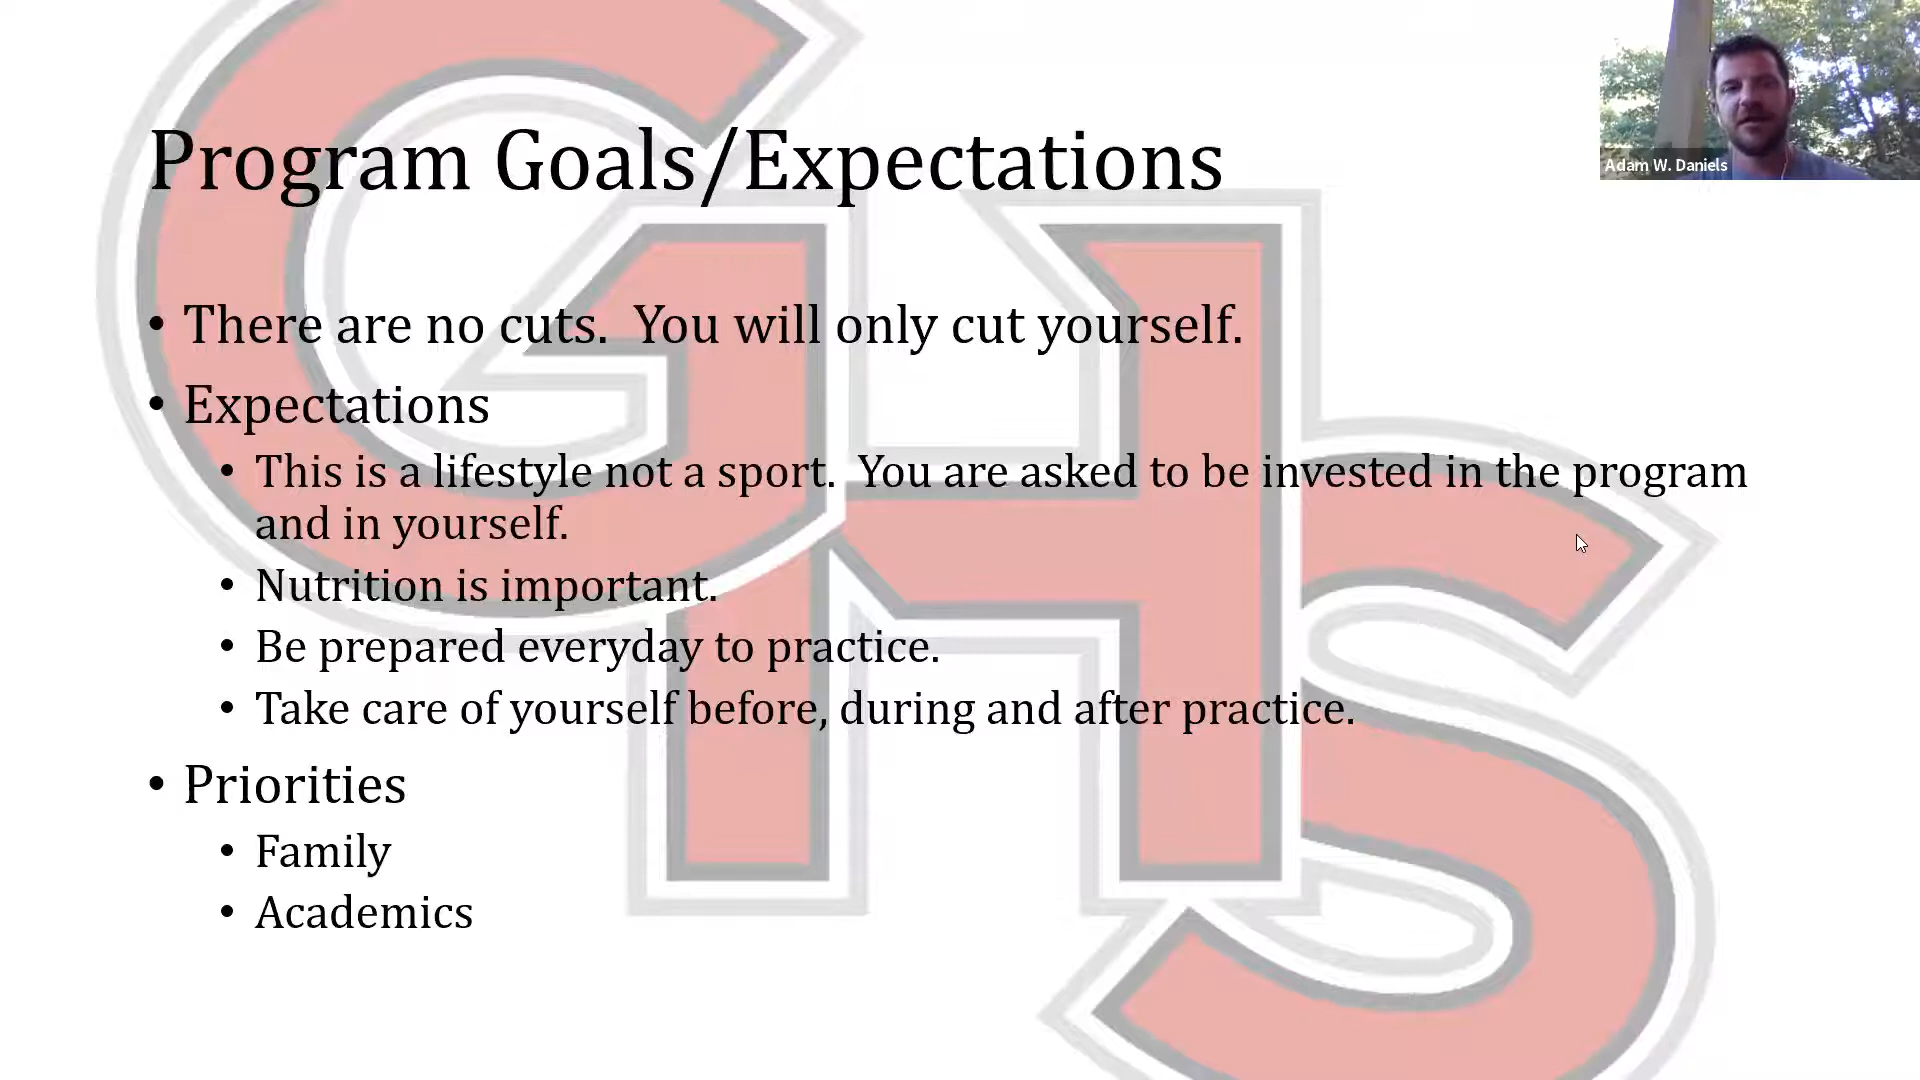 Program Goals/Expectations
Adam W. Daniels
• There are no cuts.  You will only cut yourself.
• Expectations
• This is a lifestyle not a sport.  You are asked to be invested in the program
and in yourself.
• Nutrition is important.
• Be prepared everyday to practice.
• Take care of yourself before, during and after practice.
• Priorities
• Family
• Academics
GHS